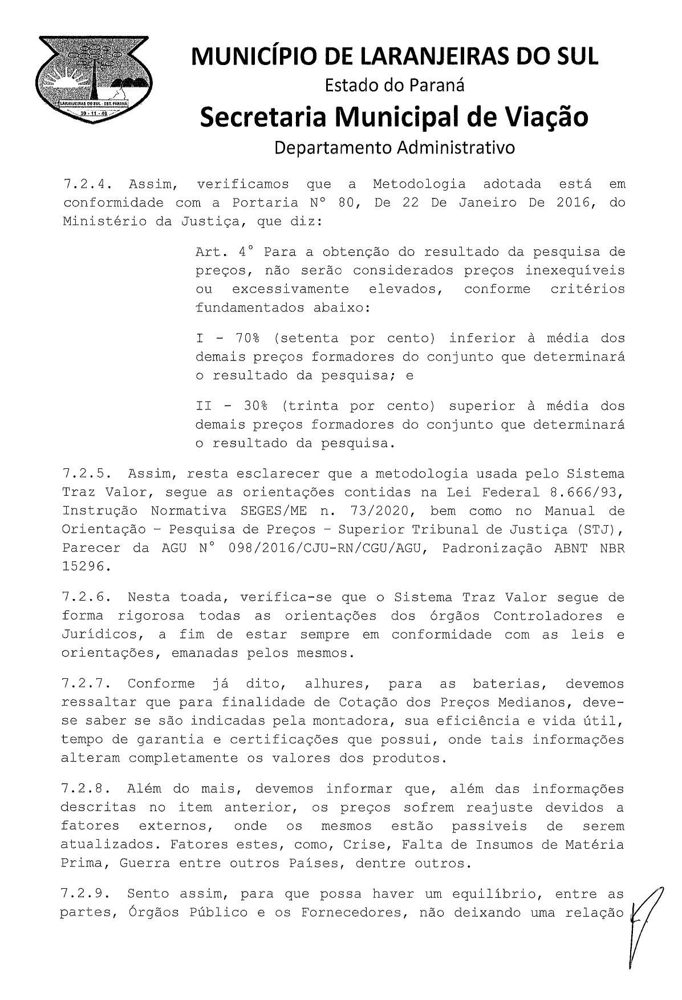 LARANJEIRAS DO SUL - EST. PARANÁ
30 - 11 - 46
MUNICÍPIO DE LARANJEIRAS DO SUL
Estado do Paraná
Secretaria Municipal de Viação
Departamento Administrativo
7.2.4. Assim, verificamos que a Metodologia adotada está em
conformidade com a Portaria Nº 80, De 22 De Janeiro De 2016, do
Ministério da Justiça, que diz:
Art. 4° Para a obtenção do resultado da pesquisa de
preços, não serão considerados preços inexequíveis
ou excessivamente elevados, conforme critérios
fundamentados abaixo:
I - 70% (setenta por cento) inferior à média dos
demais preços formadores do conjunto que determinará
o resultado da pesquisa; e
II - 30% (trinta por cento) superior à média dos
demais preços formadores do conjunto que determinará
o resultado da pesquisa.
7.2.5. Assim, resta esclarecer que a metodologia usada pelo Sistema
Traz Valor, segue as orientações contidas na Lei Federal 8.666/93,
Instrução Normativa SEGES/ME n. 73/2020, bem como no Manual de
Orientação – Pesquisa de Preços – Superior Tribunal de Justiça (STJ),
Parecer da AGU N° 098/2016/CJU-RN/CGU/AGU, Padronização ABNT NBR
15296.
7.2.6. Nesta toada, verifica-se que o Sistema Traz Valor segue de
forma rigorosa todas as orientações dos órgãos Controladores e
Jurídicos, a fim de estar sempre em conformidade com as leis e
orientações, emanadas pelos mesmos.
7.2.7. Conforme já dito, alhures, para as baterias, devemos
ressaltar que para finalidade de Cotação dos Preços Medianos, deve-
se saber se são indicadas pela montadora, sua eficiência e vida útil,
tempo de garantia e certificações que possui, onde tais informações
alteram completamente os valores dos produtos.
7.2.8. Além do mais, devemos informar que, além das informações
descritas no item anterior, os preços sofrem reajuste devidos a
fatores externos, onde os mesmos estão passiveis de serem
atualizados. Fatores estes, como, Crise, Falta de Insumos de Matéria
Prima, Guerra entre outros Países, dentre outros.
7.2.9. Sento assim, para que possa haver um equilíbrio, entre as
partes, Órgãos Público e os Fornecedores, não deixando uma relação